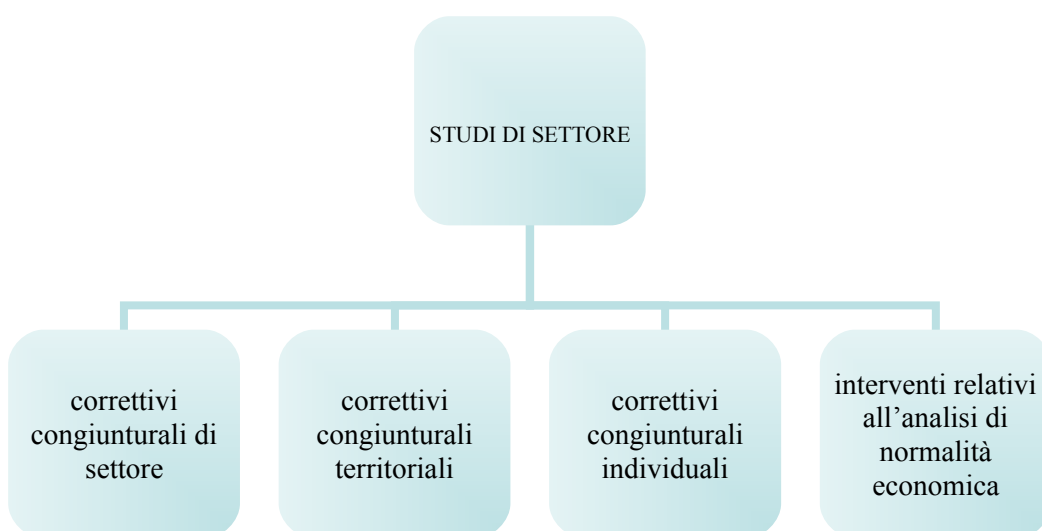 STUDI DI SETTORE
correttivi
congiunturali di
settore
correttivi
congiunturali
territoriali
correttivi
congiunturali
individuali
interventi relativi
all’analisi di
normalità
economica